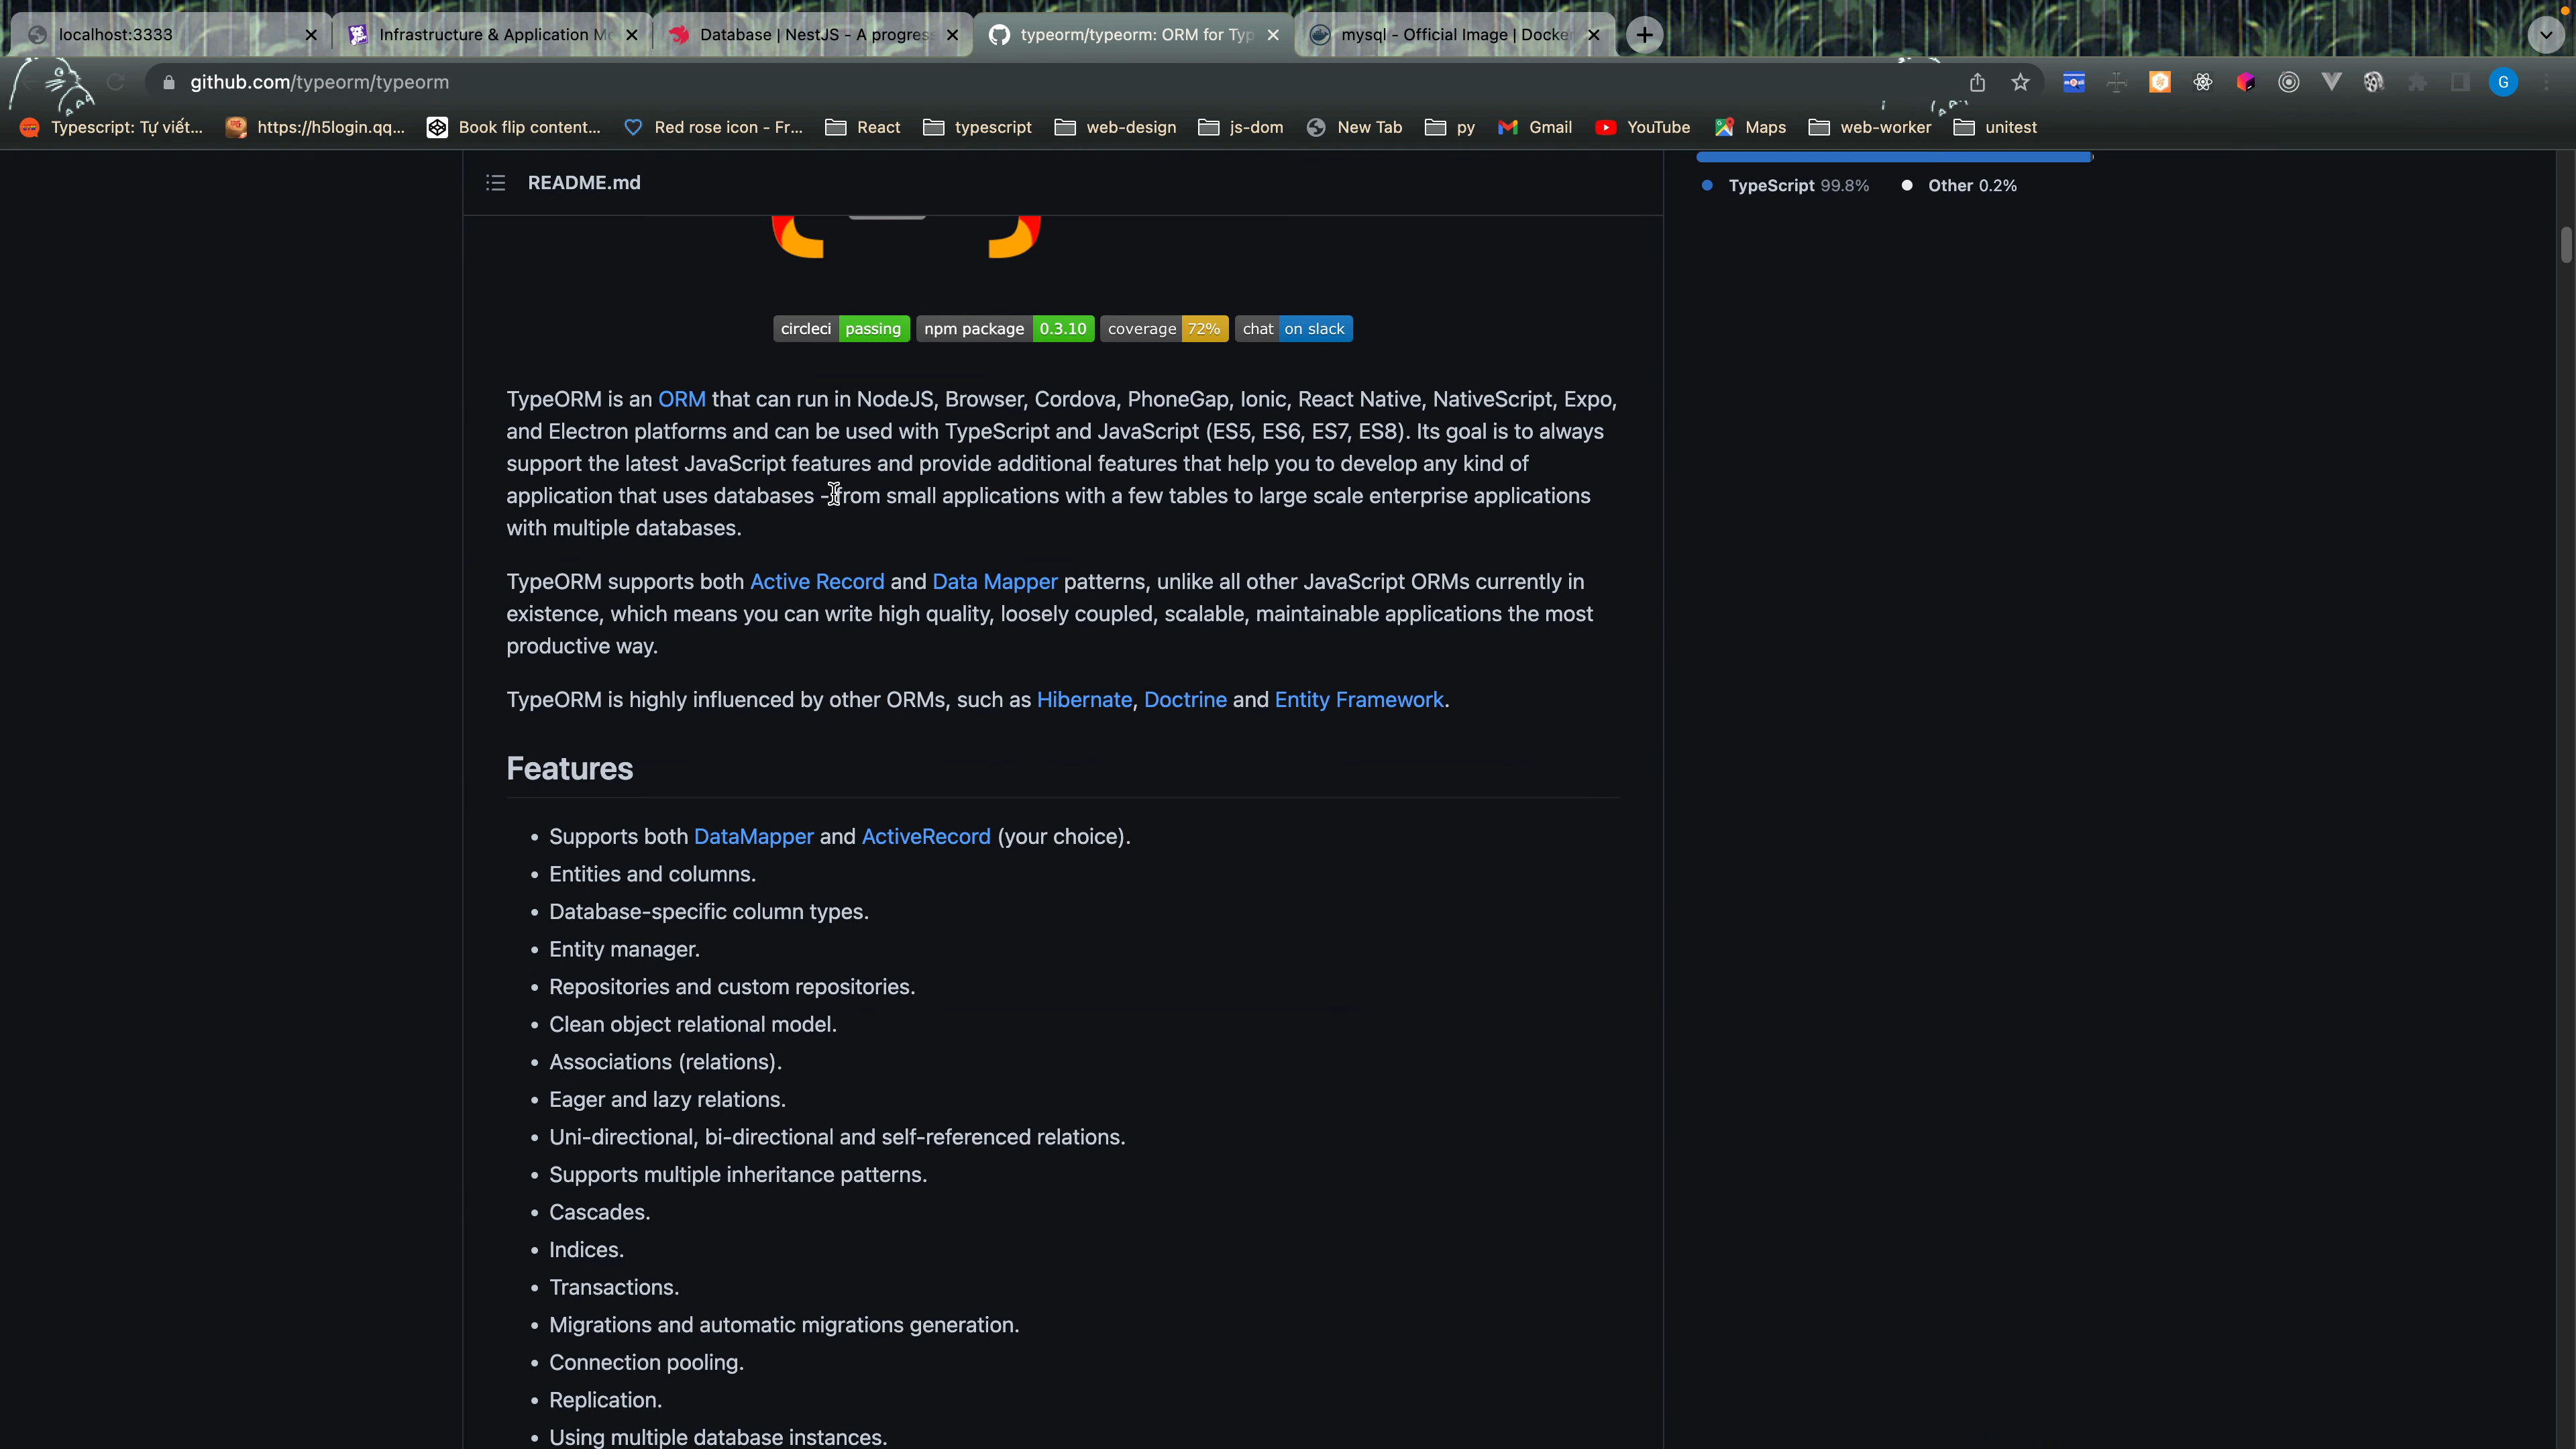 localhost:3333
Infrastructure & Application Mo
Database | NestJS - A progres
typeorm/typeorm: ORM for Typ
mysql - Official Image | Docke
github.com/typeorm/typeorm
G
Typescript: Tự viết...
https://h5login.qq...
Book flip content...
Red rose icon - Fr...
React
typescript
web-design
js-dom
New Tab
py
Gmail
YouTube
Maps
web-worker
unitest
README.md
TypeScript 99.8%
Other 0.2%
circleci passing
npm package 0.3.10
coverage 72%
chat on slack
TypeORM is an ORM that can run in NodeJS, Browser, Cordova, PhoneGap, Ionic, React Native, NativeScript, Expo,
and Electron platforms and can be used with TypeScript and JavaScript (ES5, ES6, ES7, ES8). Its goal is to always
support the latest JavaScript features and provide additional features that help you to develop any kind of
application that uses databases - from small applications with a few tables to large scale enterprise applications
with multiple databases.
TypeORM supports both Active Record and Data Mapper patterns, unlike all other JavaScript ORMs currently in
existence, which means you can write high quality, loosely coupled, scalable, maintainable applications the most
productive way.
TypeORM is highly influenced by other ORMs, such as Hibernate, Doctrine and Entity Framework.
Features
• Supports both DataMapper and ActiveRecord (your choice).
• Entities and columns.
• Database-specific column types.
• Entity manager.
• Repositories and custom repositories.
• Clean object relational model.
• Associations (relations).
• Eager and lazy relations.
• Uni-directional, bi-directional and self-referenced relations.
• Supports multiple inheritance patterns.
• Cascades.
• Indices.
• Transactions.
• Migrations and automatic migrations generation.
• Connection pooling.
• Replication.
• Using multiple database instances.